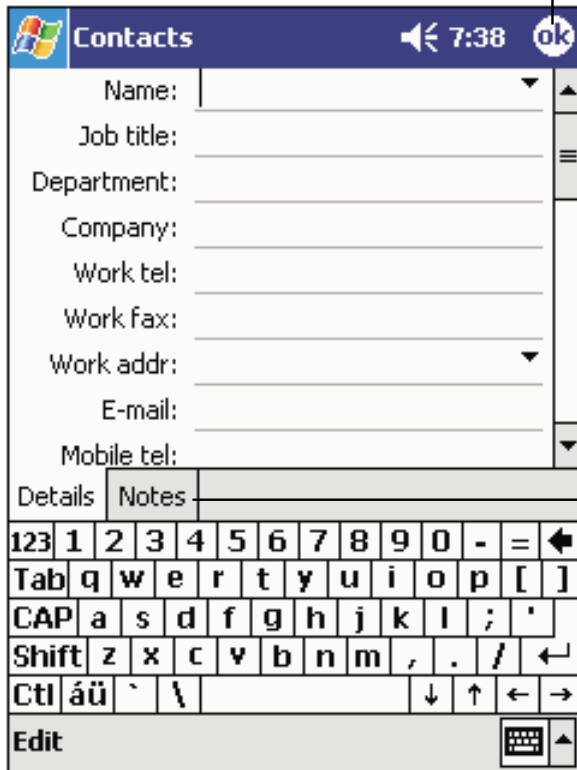 Contacts 7:38 ok
Name:
Job title:
Department:
Company:
Work tel:
Work fax:
Work addr:
E-mail:
Mobile tel:
Details Notes
123 1 2 3 4 5 6 7 8 9 0 - =
Tab q w e r t y u i o p [ ]
CAP a s d f g h j k l ; '
Shift z x c v b n m , . /
Ctl áü ` \ ↓ ↑ ← →
Edit